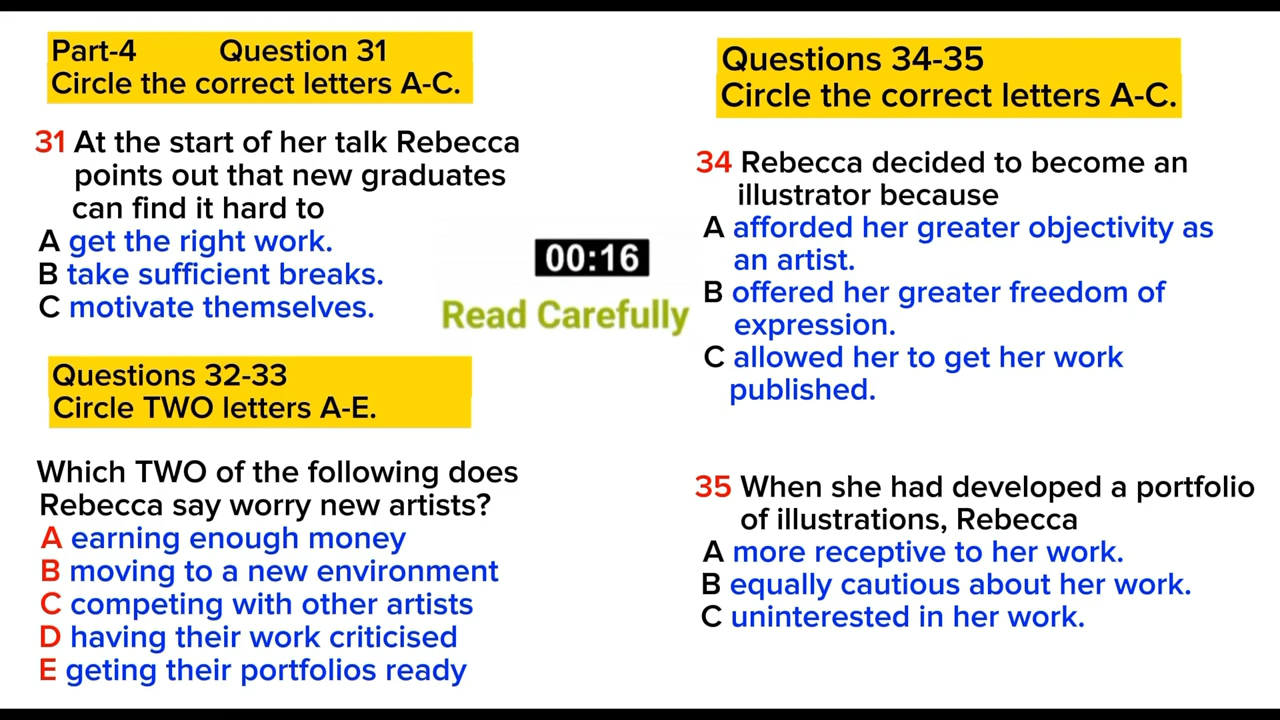 Part-4 Question 31
Circle the correct letters A-C.
31 At the start of her talk Rebecca
points out that new graduates
can find it hard to
A get the right work.
B take sufficient breaks.
C motivate themselves.
Questions 32-33
Circle TWO letters A-E.
Which TWO of the following does
Rebecca say worry new artists?
A earning enough money
B moving to a new environment
C competing with other artists
D having their work criticised
E geting their portfolios ready
00:16
Read Carefully
Questions 34-35
Circle the correct letters A-C.
34 Rebecca decided to become an
illustrator because
A afforded her greater objectivity as
an artist.
B offered her greater freedom of
expression.
C allowed her to get her work
published.
35 When she had developed a portfolio
of illustrations, Rebecca
A more receptive to her work.
B equally cautious about her work.
C uninterested in her work.